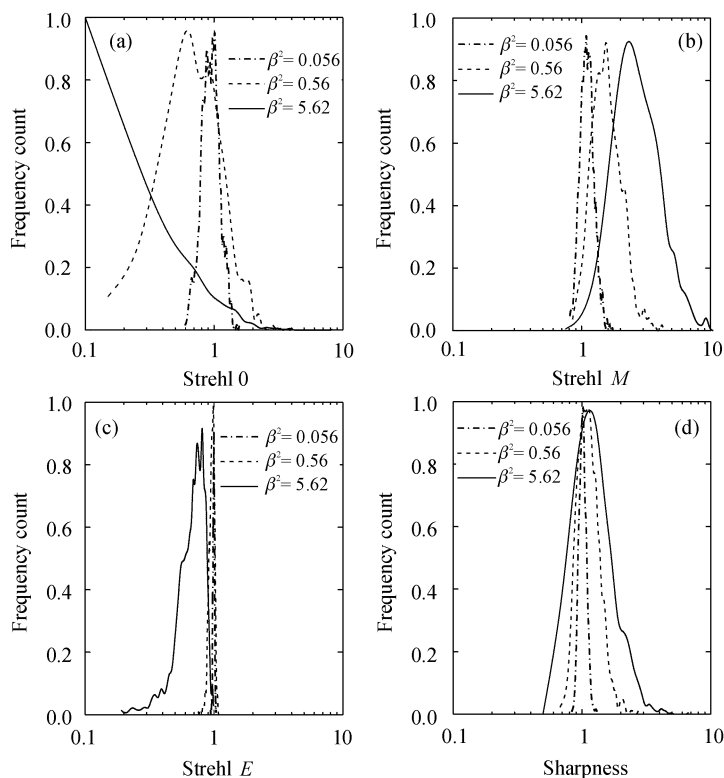 (a)
β² = 0.056
β² = 0.56
β² = 5.62
Frequency count
1.0
0.8
0.6
0.4
0.2
0.0
0.1
1
10
Strehl 0
(b)
β² = 0.056
β² = 0.56
β² = 5.62
Frequency count
1.0
0.8
0.6
0.4
0.2
0.0
0.1
1
10
Strehl M
(c)
β² = 0.056
β² = 0.56
β² = 5.62
Frequency count
1.0
0.8
0.6
0.4
0.2
0.0
0.1
1
10
Strehl E
(d)
β² = 0.056
β² = 0.56
β² = 5.62
Frequency count
1.0
0.8
0.6
0.4
0.2
0.0
0.1
1
10
Sharpness